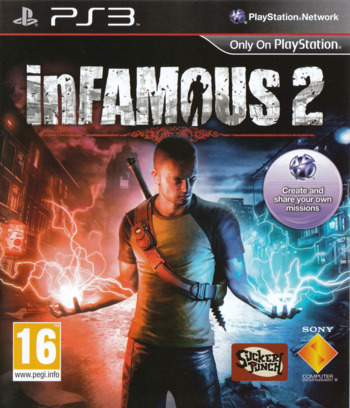 PS3
PlayStation®Network
Only On PlayStation®
inFAMOUS 2
Create and
share your own
missions
16
www.pegi.info
SUCKER
PUNCH
SONY
COMPUTER
ENTERTAINMENT®